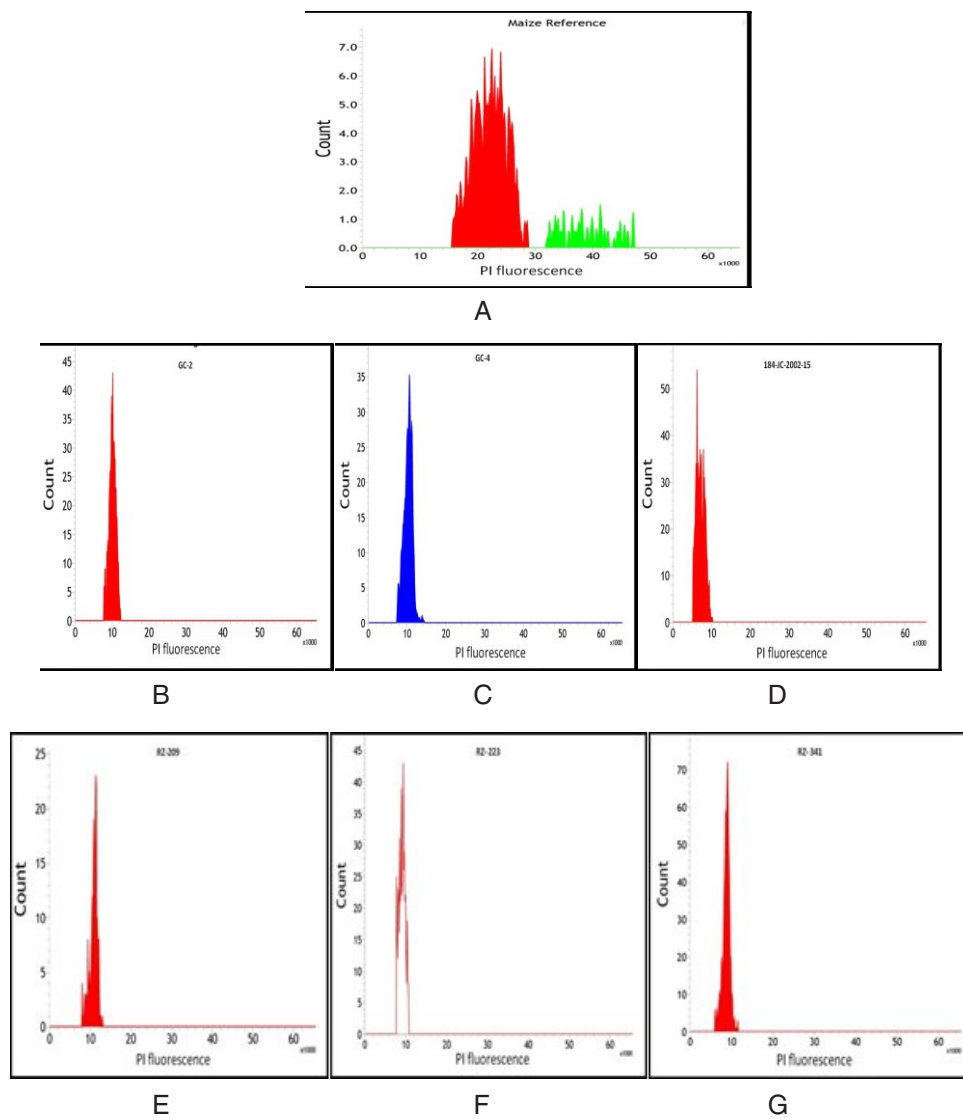 Maize Reference
Count
7.0
6.0
5.0
4.0
3.0
2.0
1.0
0.0
0 10 20 30 40 50 60
x1000
PI fluorescence
A
GC-2
Count
45
40
35
30
25
20
15
10
5
0
0 10 20 30 40 50 60
x1000
PI fluorescence
B
GC-4
Count
35
30
25
20
15
10
5
0
0 10 20 30 40 50 60
x1000
PI fluorescence
C
184-JC-2002-15
Count
50
40
30
20
10
0
0 10 20 30 40 50 60
x1000
PI fluorescence
D
RZ-209
Count
25
20
15
10
5
0
0 10 20 30 40 50 60
x1000
PI fluorescence
E
RZ-223
Count
45
40
35
30
25
20
15
10
5
0
0 10 20 30 40 50 60
x1000
PI fluorescence
F
RZ-341
Count
70
60
50
40
30
20
10
0
0 10 20 30 40 50 60
x1000
PI fluorescence
G